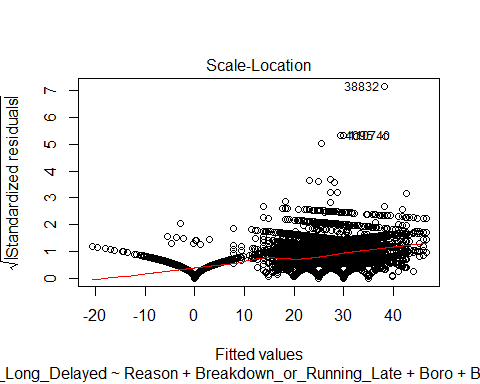 Scale-Location
√|Standardized residuals|
7
6
5
4
3
2
1
0
38832
-20 -10 0 10 20 30 40
Fitted values
_Long_Delayed ~ Reason + Breakdown_or_Running_Late + Boro + B